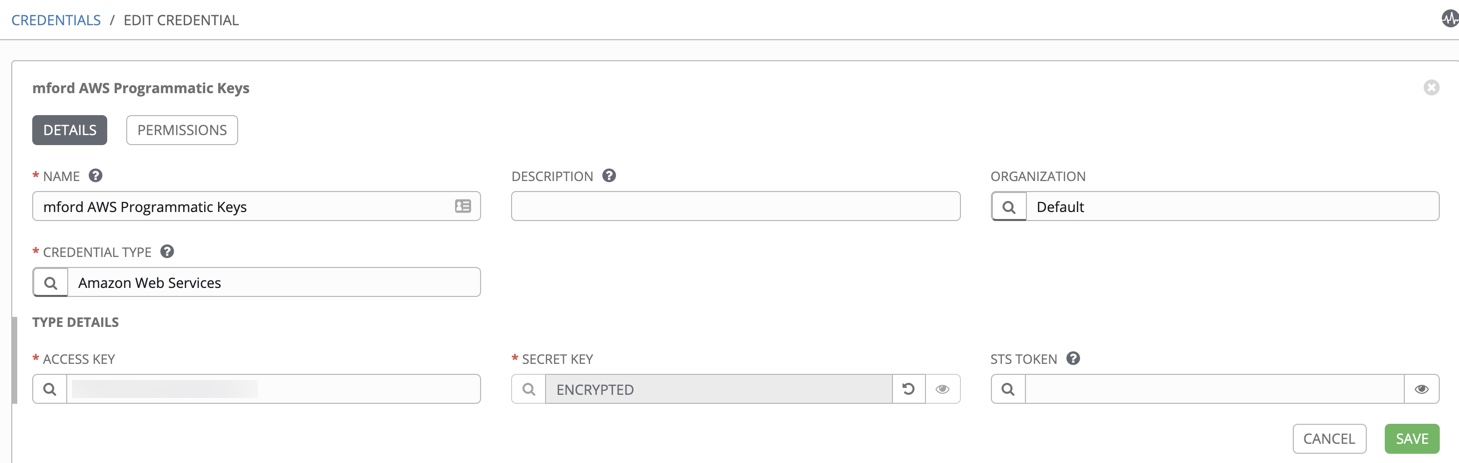 CREDENTIALS / EDIT CREDENTIAL
mford AWS Programmatic Keys
DETAILS PERMISSIONS
* NAME ? DESCRIPTION ? ORGANIZATION
mford AWS Programmatic Keys Default
* CREDENTIAL TYPE ?
Amazon Web Services
TYPE DETAILS
* ACCESS KEY * SECRET KEY STS TOKEN ?
ENCRYPTED
CANCEL SAVE